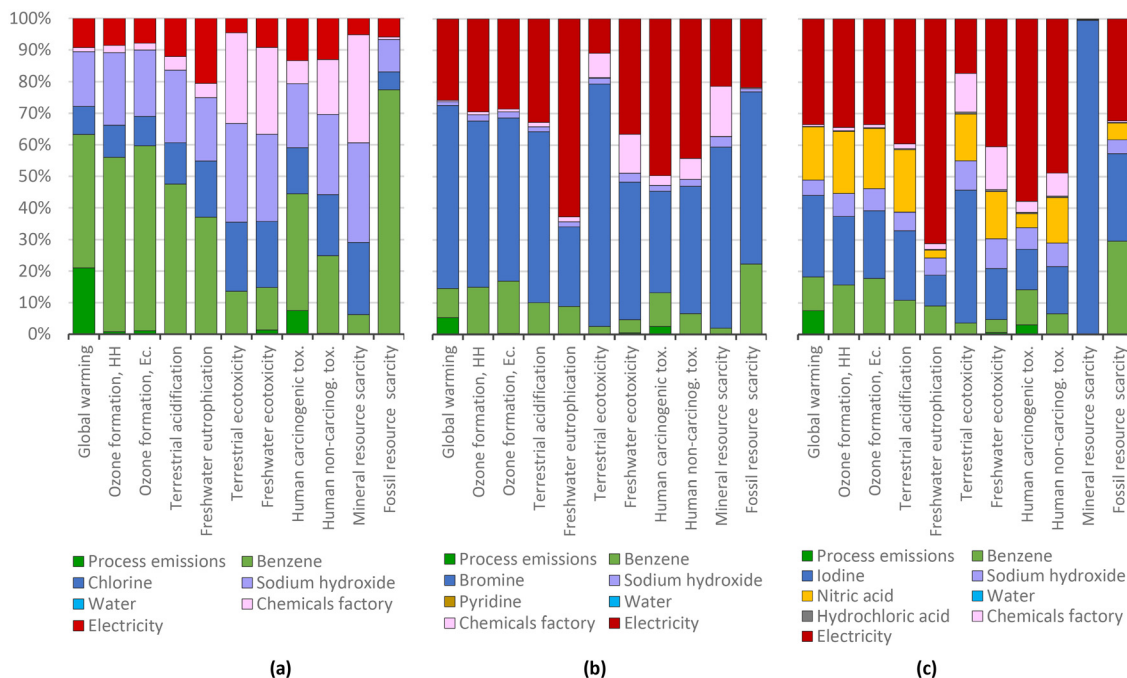 100%
90%
80%
70%
60%
50%
40%
30%
20%
10%
0%
Global warming
Ozone formation, HH
Ozone formation, Ec.
Terrestrial acidification
Freshwater eutrophication
Terrestrial ecotoxicity
Freshwater ecotoxicity
Human carcinogenic tox.
Human non-carcinog. tox.
Mineral resource scarcity
Fossil resource scarcity
Process emissions
Benzene
Chlorine
Sodium hydroxide
Water
Chemicals factory
Electricity
(a)
Global warming
Ozone formation, HH
Ozone formation, Ec.
Terrestrial acidification
Freshwater eutrophication
Terrestrial ecotoxicity
Freshwater ecotoxicity
Human carcinogenic tox.
Human non-carcinog. tox.
Mineral resource scarcity
Fossil resource scarcity
Process emissions
Benzene
Bromine
Sodium hydroxide
Pyridine
Water
Chemicals factory
Electricity
(b)
Global warming
Ozone formation, HH
Ozone formation, Ec.
Terrestrial acidification
Freshwater eutrophication
Terrestrial ecotoxicity
Freshwater ecotoxicity
Human carcinogenic tox.
Human non-carcinog. tox.
Mineral resource scarcity
Fossil resource scarcity
Process emissions
Benzene
Iodine
Sodium hydroxide
Nitric acid
Water
Hydrochloric acid
Chemicals factory
Electricity
(c)